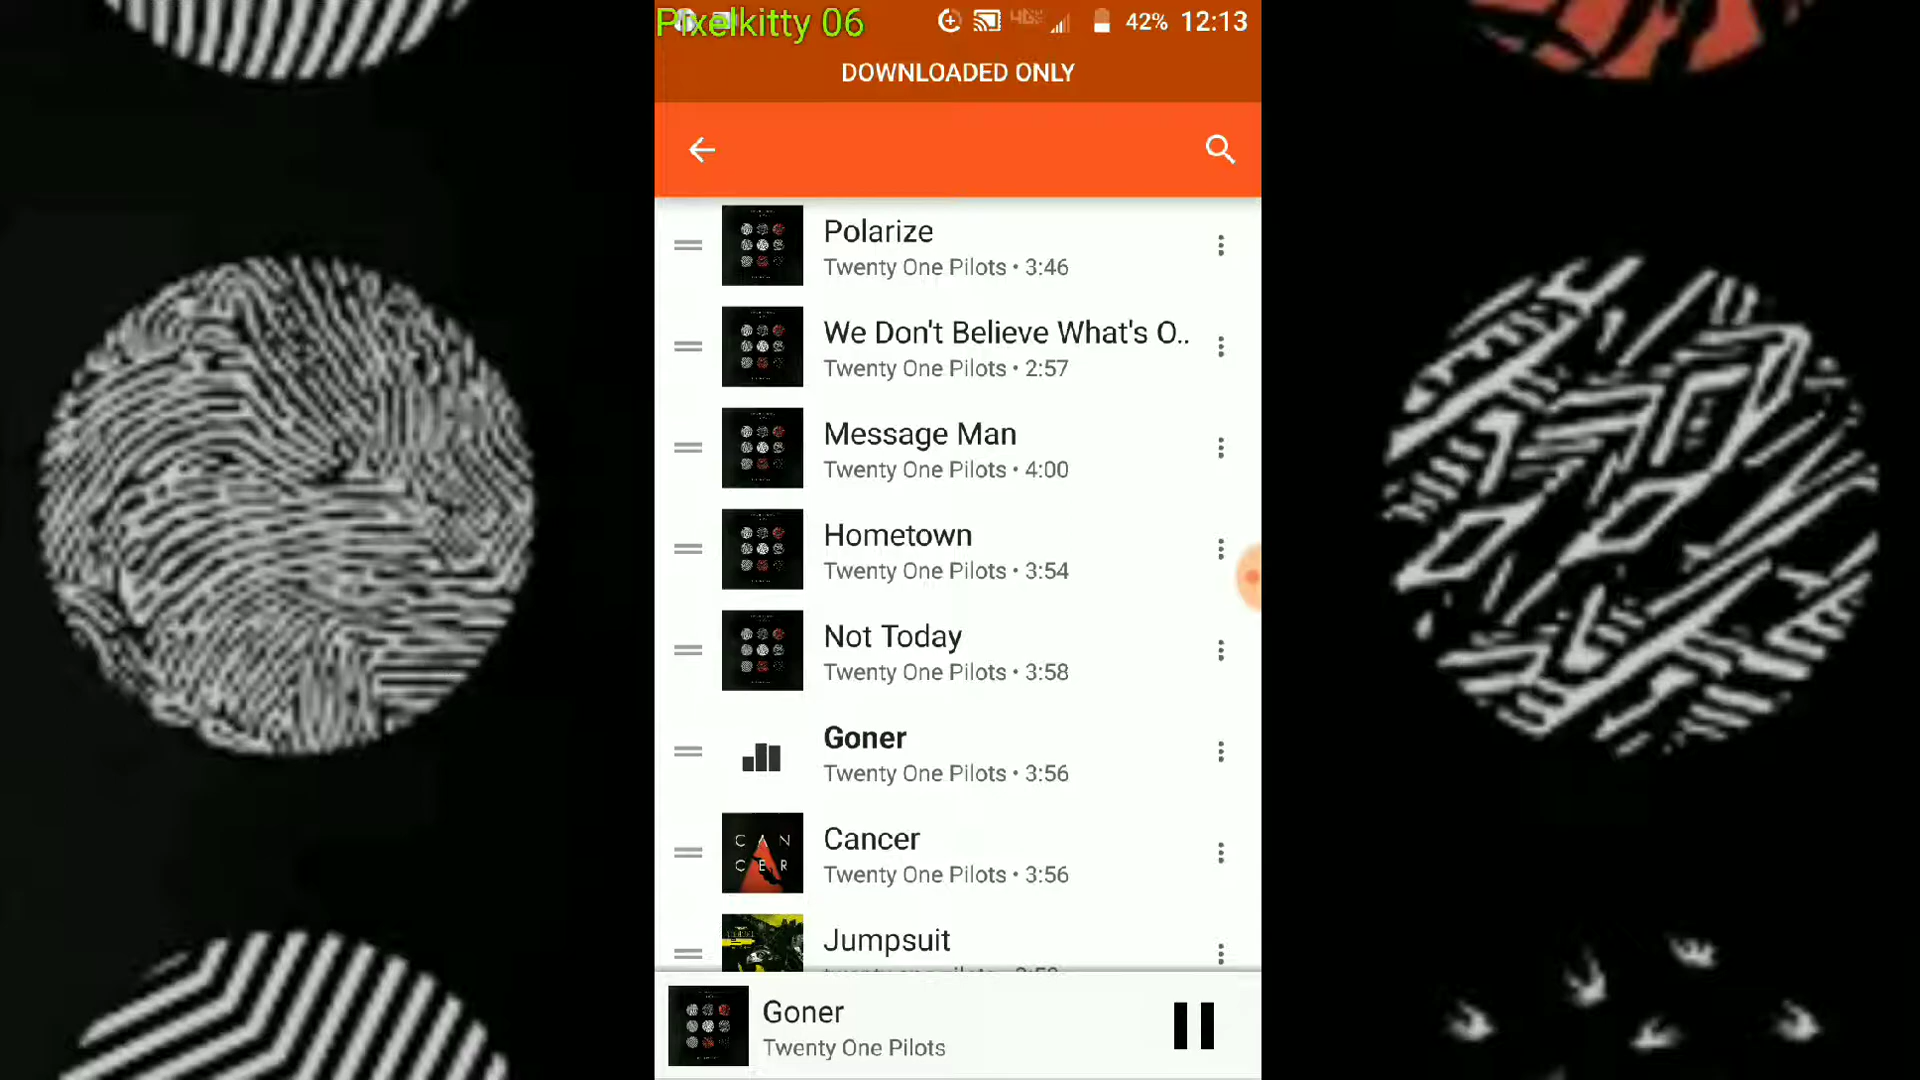 Pixelkitty 06
42% 12:13
DOWNLOADED ONLY
Polarize
Twenty One Pilots • 3:46
We Don't Believe What's O..
Twenty One Pilots • 2:57
Message Man
Twenty One Pilots • 4:00
Hometown
Twenty One Pilots • 3:54
Not Today
Twenty One Pilots • 3:58
Goner
Twenty One Pilots • 3:56
CAN
CER
Cancer
Twenty One Pilots • 3:56
Jumpsuit
Goner
Twenty One Pilots